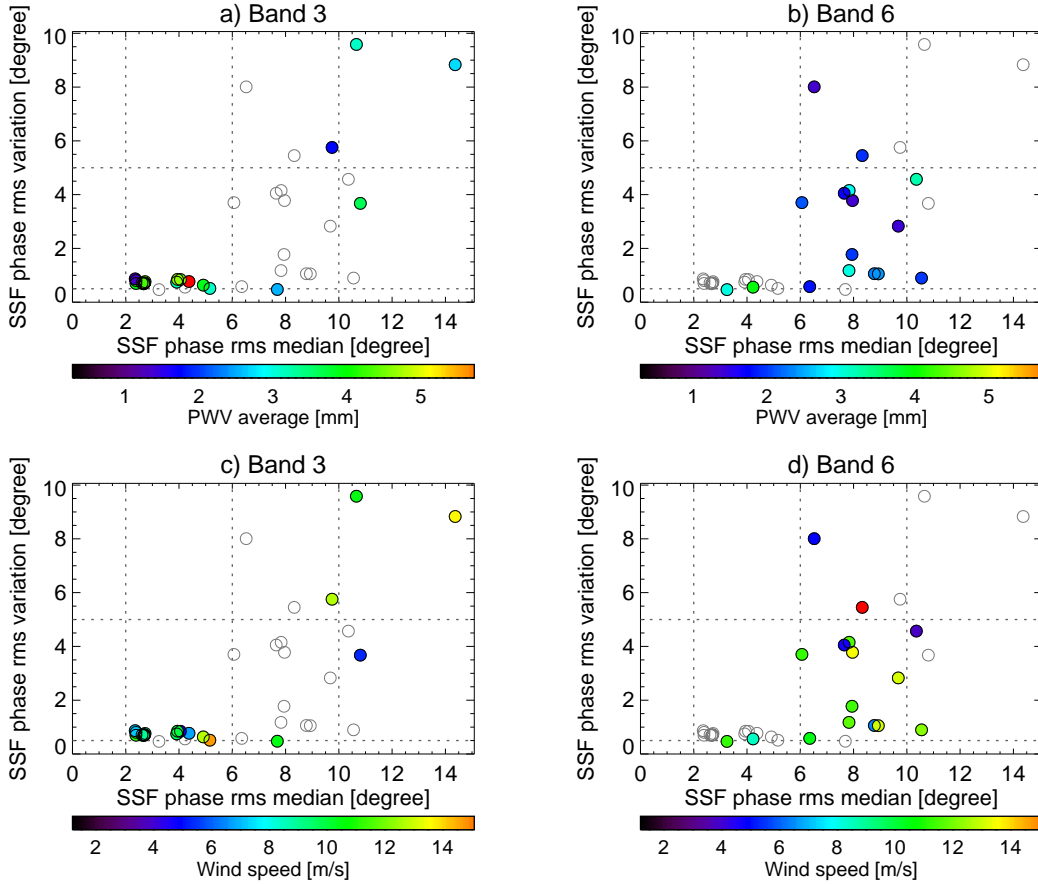 a) Band 3
b) Band 6
SSF phase rms variation [degree]
10
8
6
4
2
0
0 2 4 6 8 10 12 14
SSF phase rms median [degree]
1 2 3 4 5
PWV average [mm]
SSF phase rms variation [degree]
10
8
6
4
2
0
0 2 4 6 8 10 12 14
SSF phase rms median [degree]
1 2 3 4 5
PWV average [mm]
c) Band 3
d) Band 6
SSF phase rms variation [degree]
10
8
6
4
2
0
0 2 4 6 8 10 12 14
SSF phase rms median [degree]
2 4 6 8 10 12 14
Wind speed [m/s]
SSF phase rms variation [degree]
10
8
6
4
2
0
0 2 4 6 8 10 12 14
SSF phase rms median [degree]
2 4 6 8 10 12 14
Wind speed [m/s]